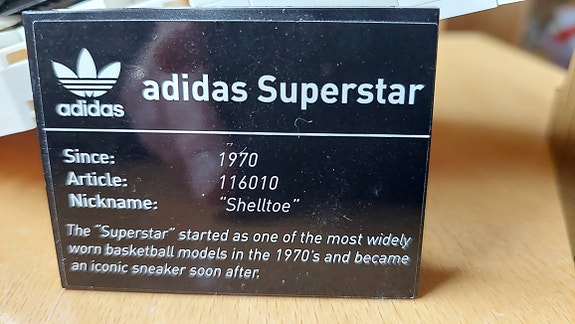 adidas
adidas Superstar
Since: 1970
Article: 116010
Nickname: "Shelltoe"
The "Superstar" started as one of the most widely
worn basketball models in the 1970's and became
an iconic sneaker soon after.